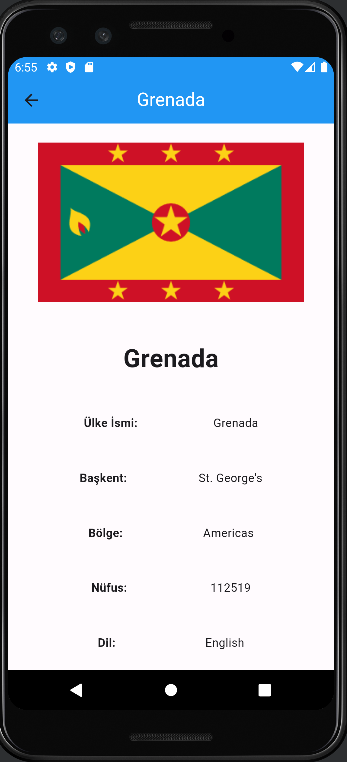 6:55
Grenada
Grenada
Ülke İsmi: Grenada
Başkent: St. George's
Bölge: Americas
Nüfus: 112519
Dil: English